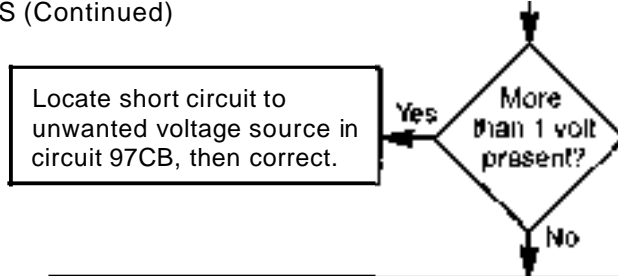 S (Continued)
Locate short circuit to
unwanted voltage source in
circuit 97CB, then correct.
Yes
More
than 1 volt
present?
No